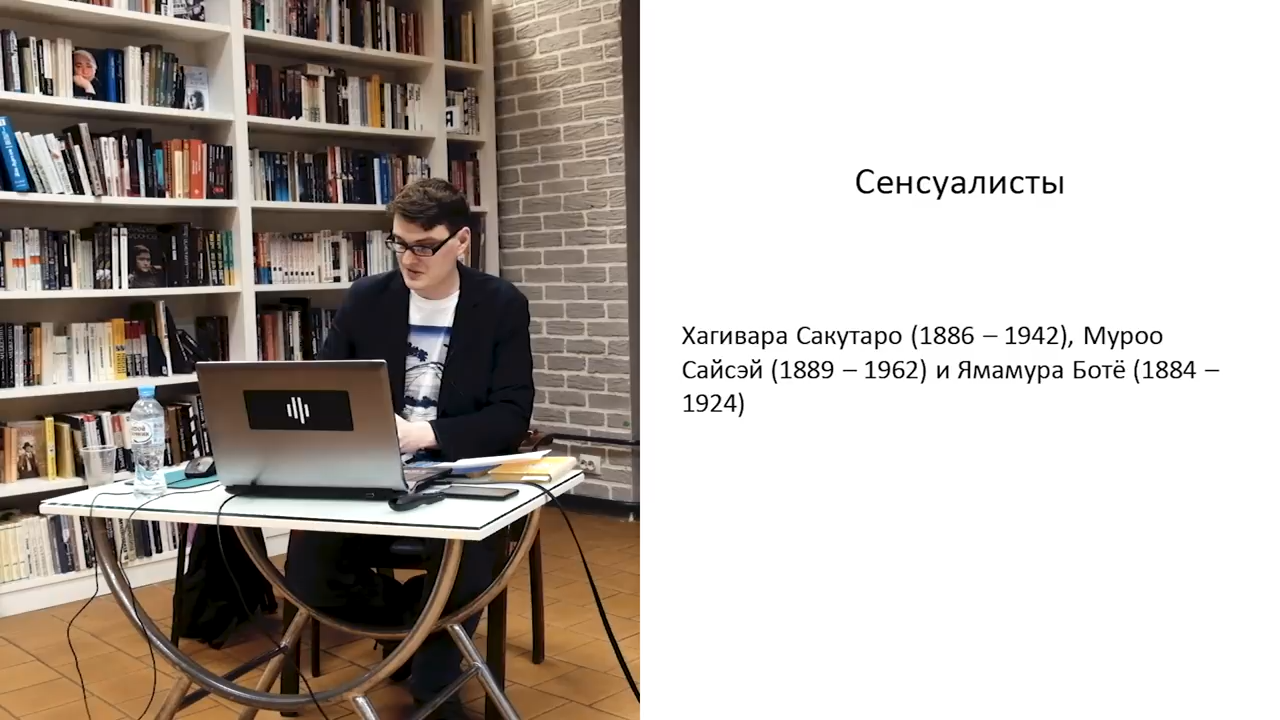 Сенсуалисты
Хагивара Сакутаро (1886 – 1942), Муроо
Сайсэй (1889 – 1962) и Ямамура Ботё (1884 –
1924)